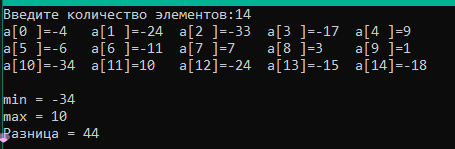 Введите количество элементов:14
a[0 ]=-4 a[1 ]=-24 a[2 ]=-33 a[3 ]=-17 a[4 ]=9
a[5 ]=-6 a[6 ]=-11 a[7 ]=7 a[8 ]=3 a[9 ]=1
a[10]=-34 a[11]=10 a[12]=-24 a[13]=-15 a[14]=-18
min = -34
max = 10
Разница = 44